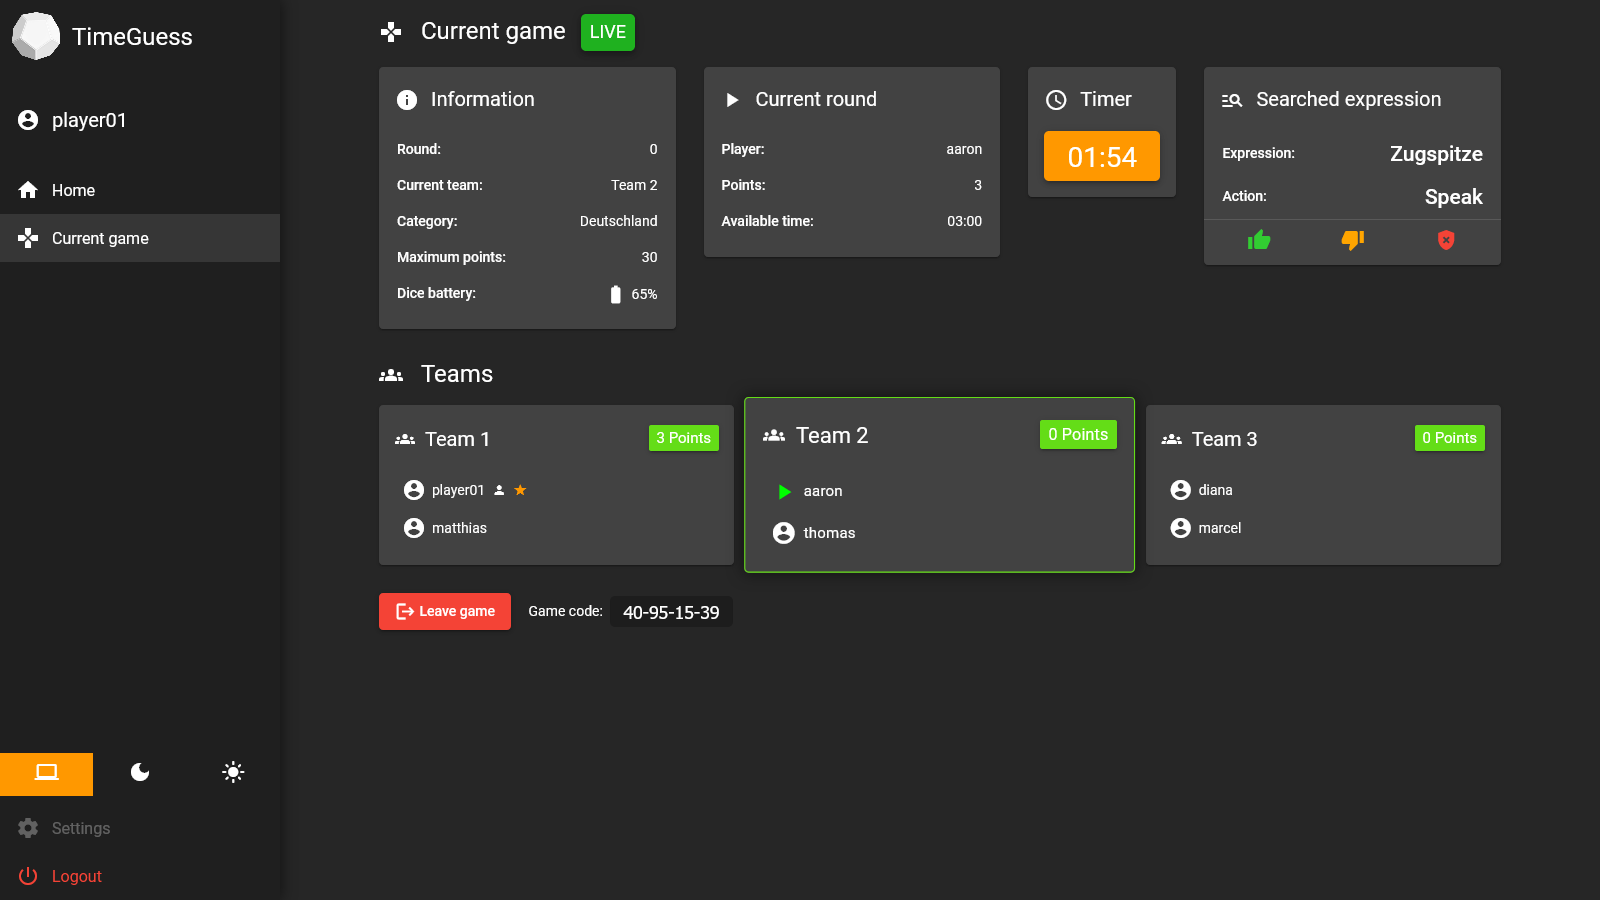 TimeGuess
player01
Home
Current game
Settings
Logout
Current game LIVE
Information
Round: 0
Current team: Team 2
Category: Deutschland
Maximum points: 30
Dice battery: 65%
Current round
Player: aaron
Points: 3
Available time: 03:00
Timer
01:54
Searched expression
Expression: Zugspitze
Action: Speak
Teams
Team 1 3 Points
player01
matthias
Team 2 0 Points
aaron
thomas
Team 3 0 Points
diana
marcel
Leave game Game code: 40-95-15-39